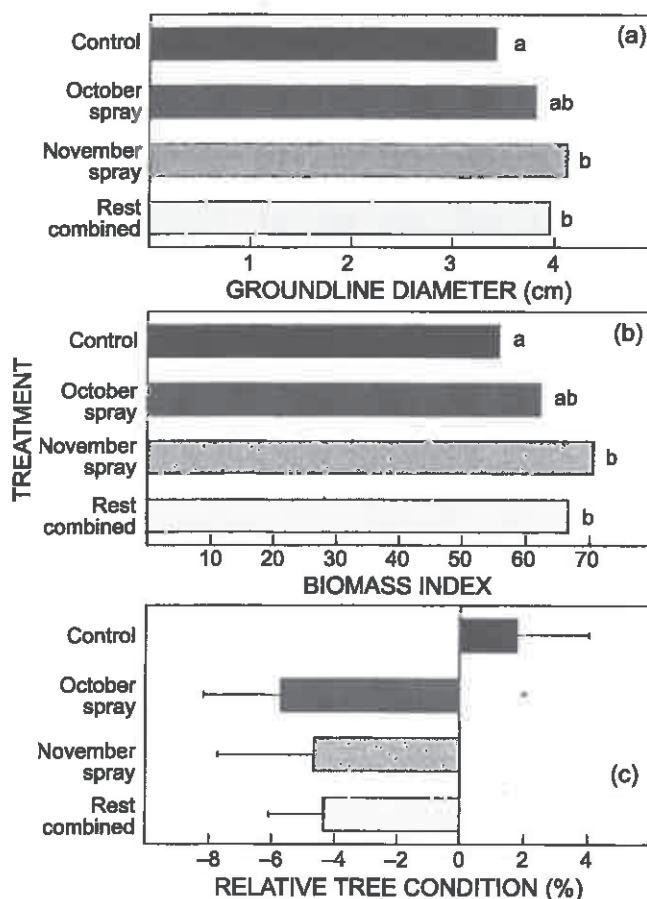 (a)
Control
a
October
spray
ab
November
spray
b
Rest
combined
b
1 2 3 4
GROUNDLINE DIAMETER (cm)
TREATMENT
(b)
Control
a
October
spray
ab
November
spray
b
Rest
combined
b
10 20 30 40 50 60 70
BIOMASS INDEX
Control
October
spray
November
spray
(c)
Rest
combined
–8 –6 –4 –2 0 2 4
RELATIVE TREE CONDITION (%)